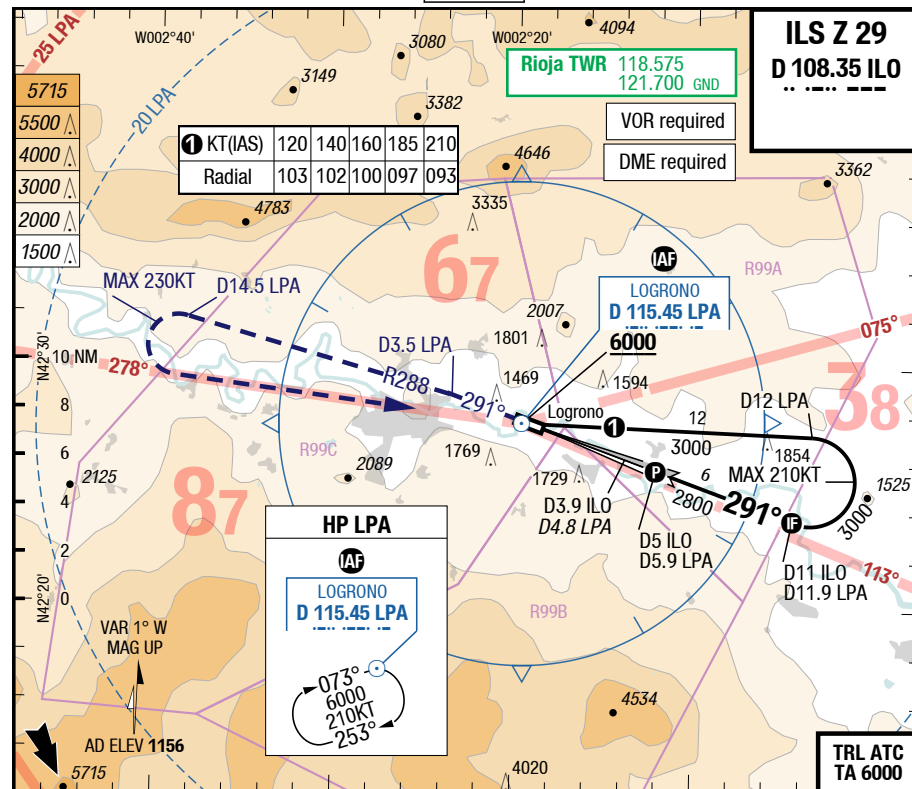 25 LPA
W002°40'
W002°20'
4094
3080
3149
3382
20 LPA
Rioja TWR 118.575
121.700 GND
ILS Z 29
D 108.35 ILO
VOR required
DME required
5715
5500
4000
3000
2000
1500
1 KT(IAS) 120 140 160 185 210
Radial 103 102 100 097 093
4646
3362
4783
3335
67
IAF
R99A
LOGRONO
D 115.45 LPA
MAX 230KT
D14.5 LPA
2007
6000
075°
1801
D3.5 LPA
N42°30'
10 NM
278°
R288
291°
1469
1594
38
D12 LPA
8
Logrono
1
12
3000
R99C
6
1769
1854
2089
1729
P
6
MAX 210KT
2125
4
87
D3.9 ILO
D4.8 LPA
2800
291°
1525
IF
3000
D5 ILO
D5.9 LPA
2
HP LPA
IAF
D11 ILO
D11.9 LPA
113°
N42°20'
0
LOGRONO
D 115.45 LPA
R99B
VAR 1° W
MAG UP
073°
6000
210KT
253°
4534
AD ELEV 1156
5715
4020
TRL ATC
TA 6000